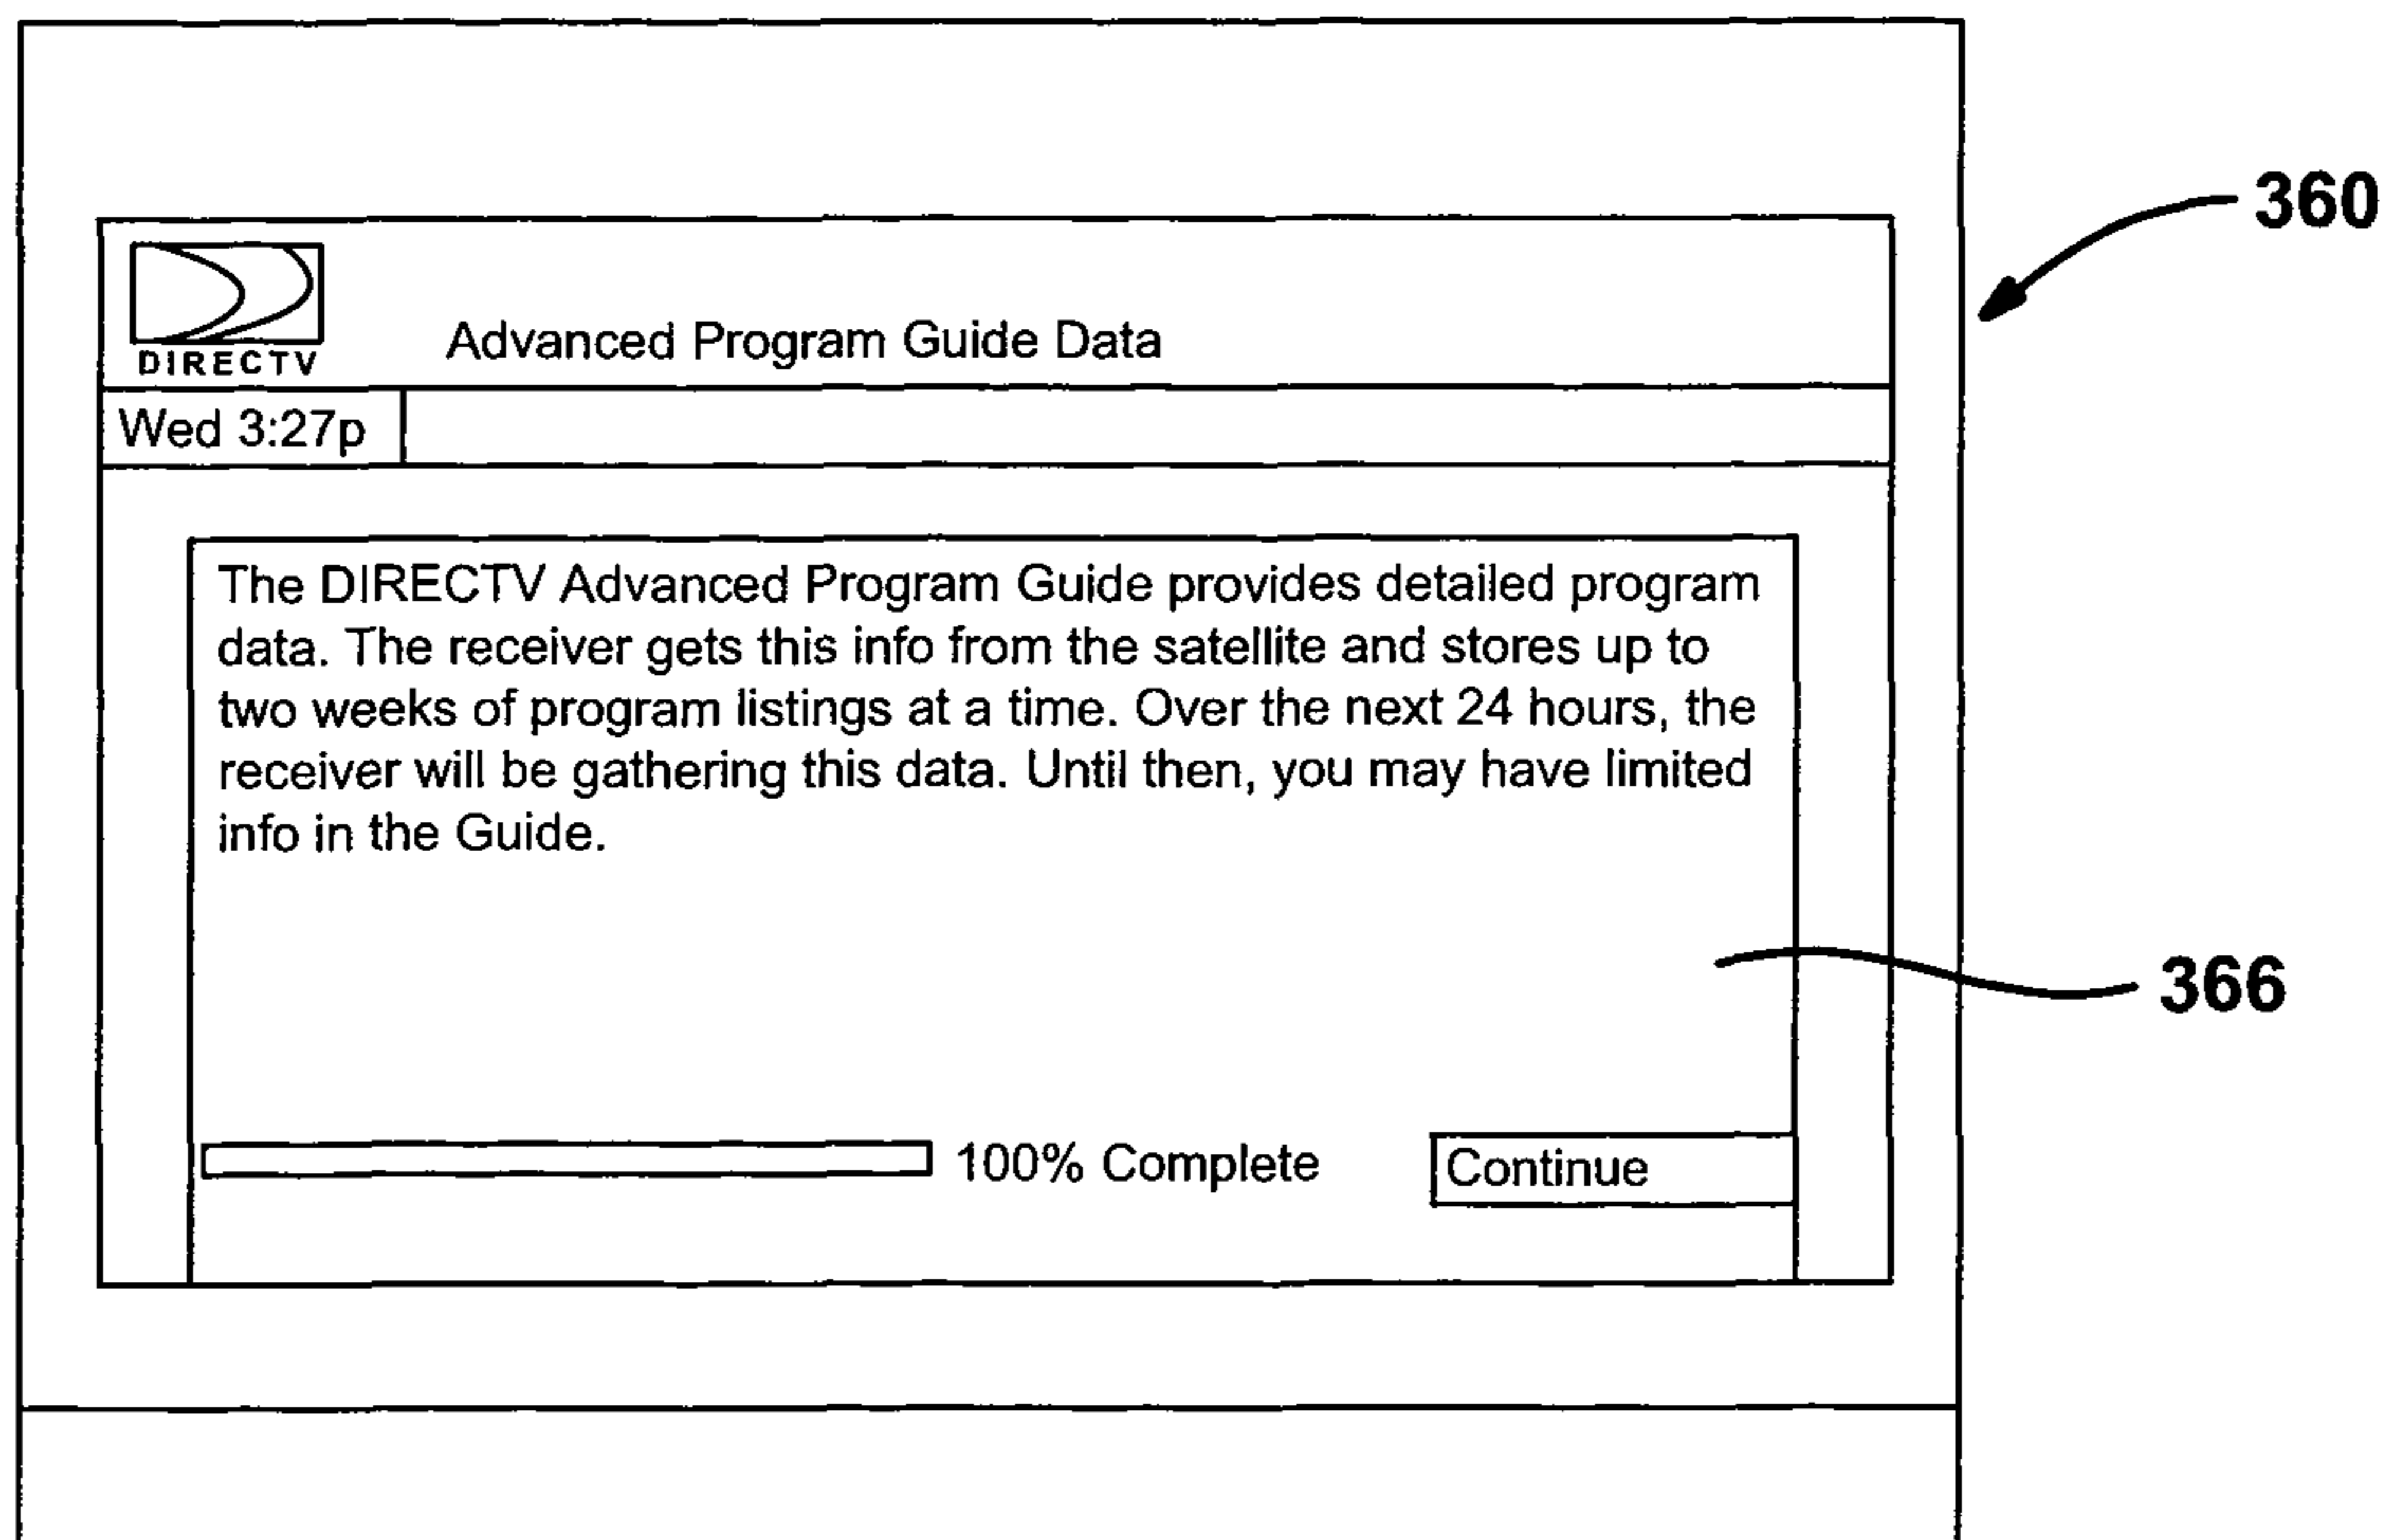 360
DIRECTV
Advanced Program Guide Data
Wed 3:27p
The DIRECTV Advanced Program Guide provides detailed program
data. The receiver gets this info from the satellite and stores up to
two weeks of program listings at a time. Over the next 24 hours, the
receiver will be gathering this data. Until then, you may have limited
info in the Guide.
366
100% Complete
Continue